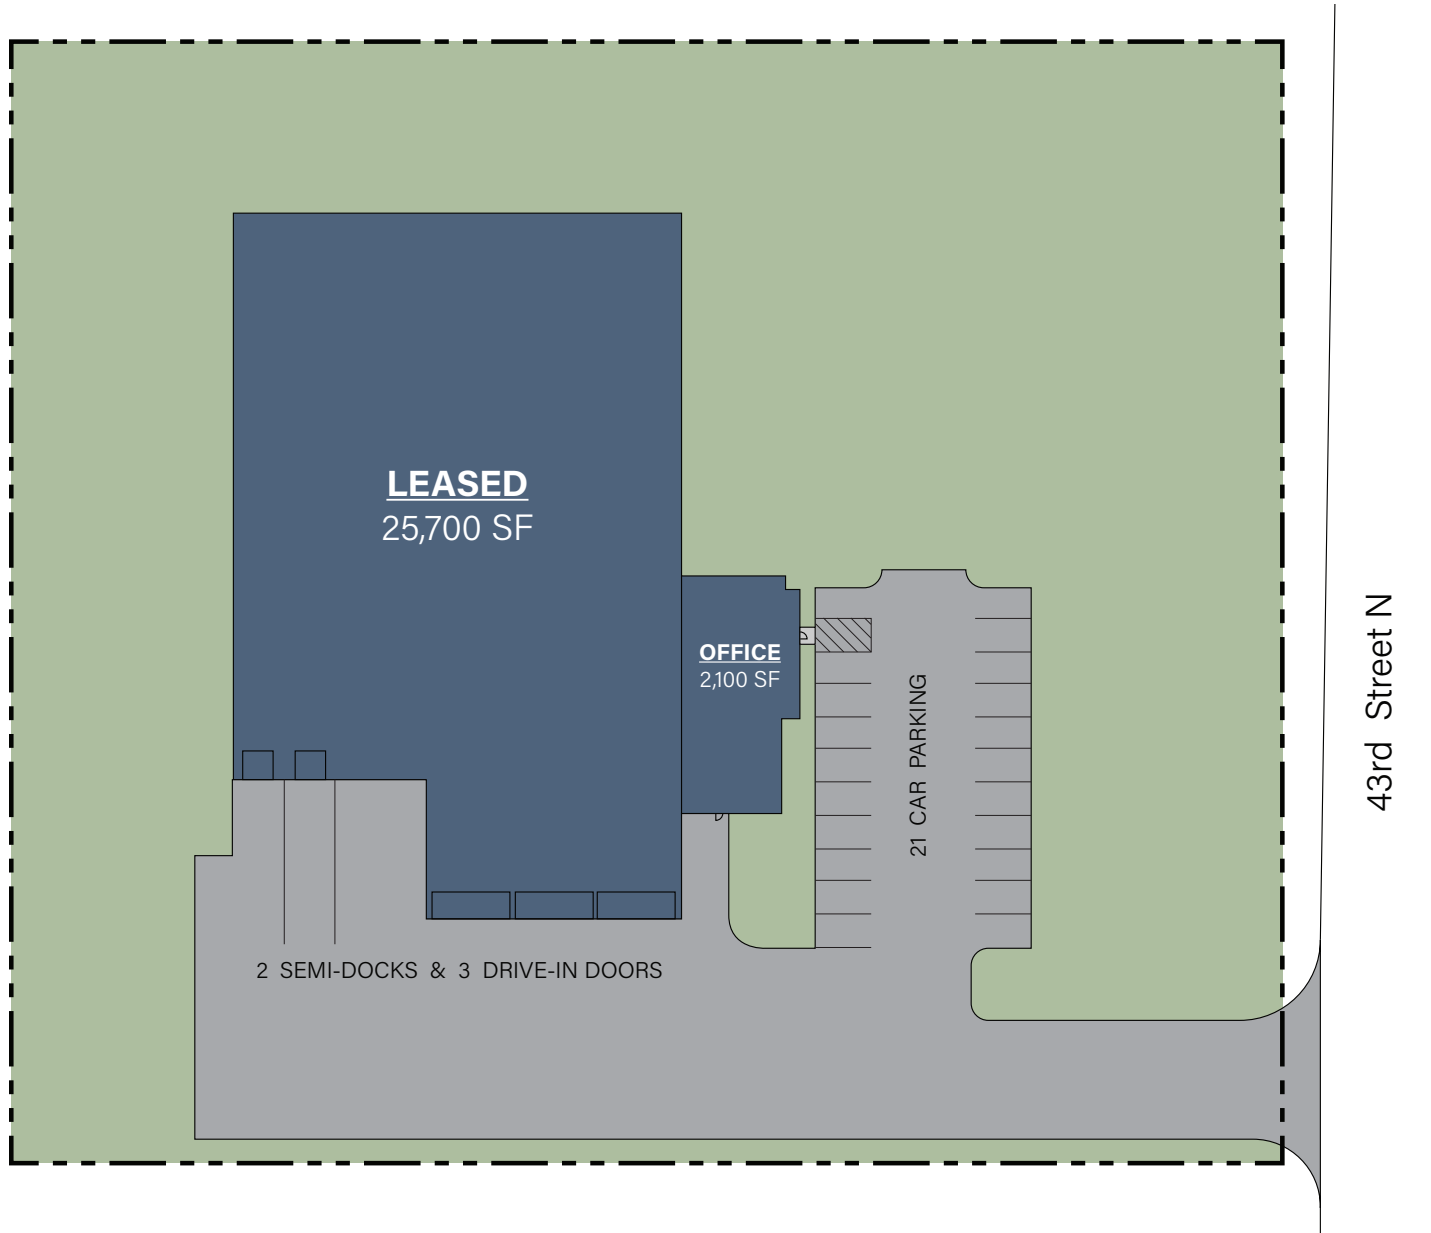 LEASED
25,700 SF
OFFICE
2,100 SF
21 CAR PARKING
43rd Street N
2 SEMI-DOCKS & 3 DRIVE-IN DOORS